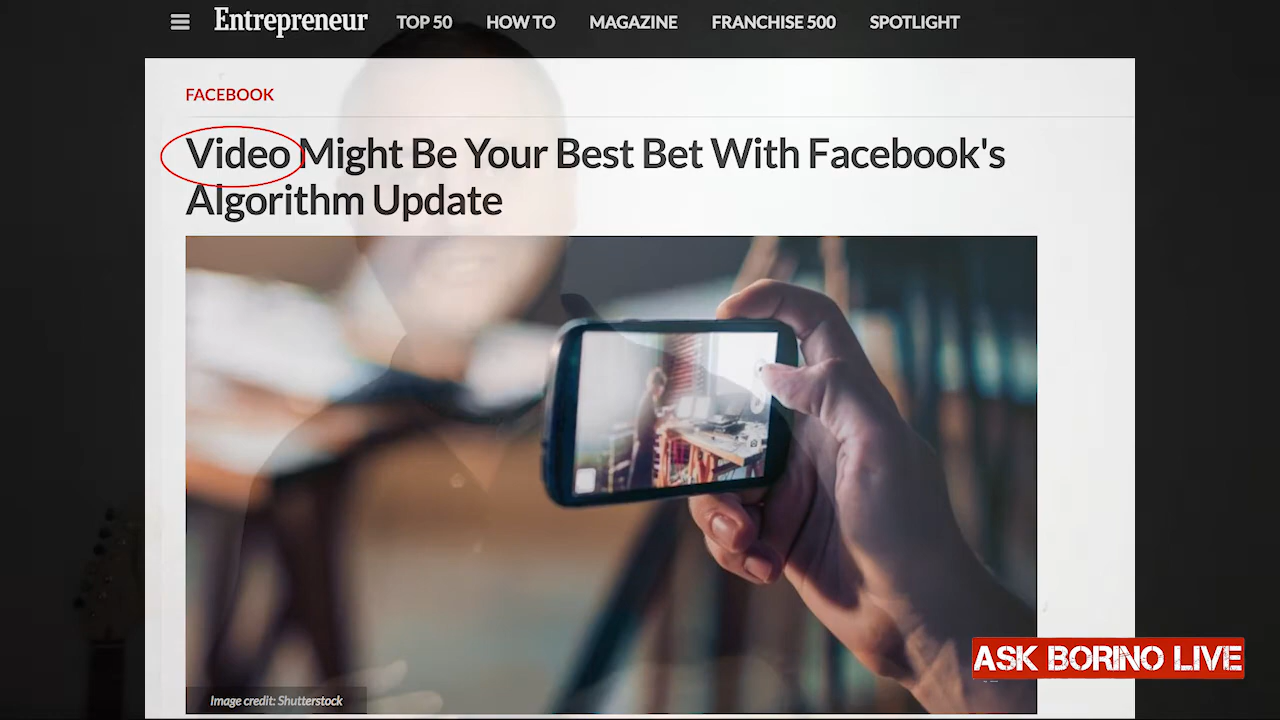 Entrepreneur TOP 50 HOW TO MAGAZINE FRANCHISE 500 SPOTLIGHT
FACEBOOK
Video Might Be Your Best Bet With Facebook's
Algorithm Update
Image credit: Shutterstock
ASK BORINO LIVE